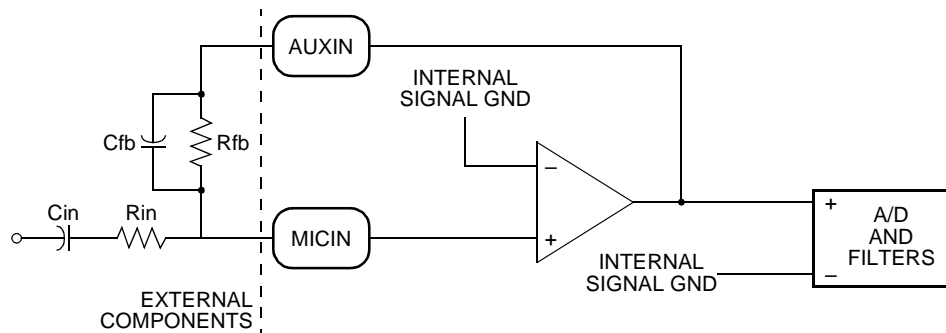 AUXIN
INTERNAL
SIGNAL GND
Cfb
Rfb
–
+
A/D
AND
FILTERS
Cin
Rin
MICIN
+
INTERNAL
SIGNAL GND
–
EXTERNAL
COMPONENTS